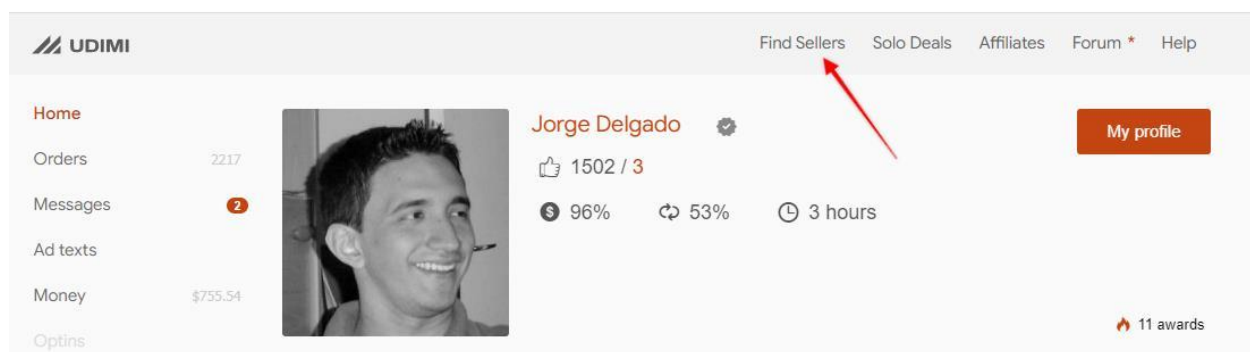 UDIMI
Find Sellers Solo Deals Affiliates Forum * Help
Home
Orders 2217
Messages 2
Ad texts
Money $755.54
Optins
Jorge Delgado
1502 / 3
96% 53% 3 hours
My profile
11 awards